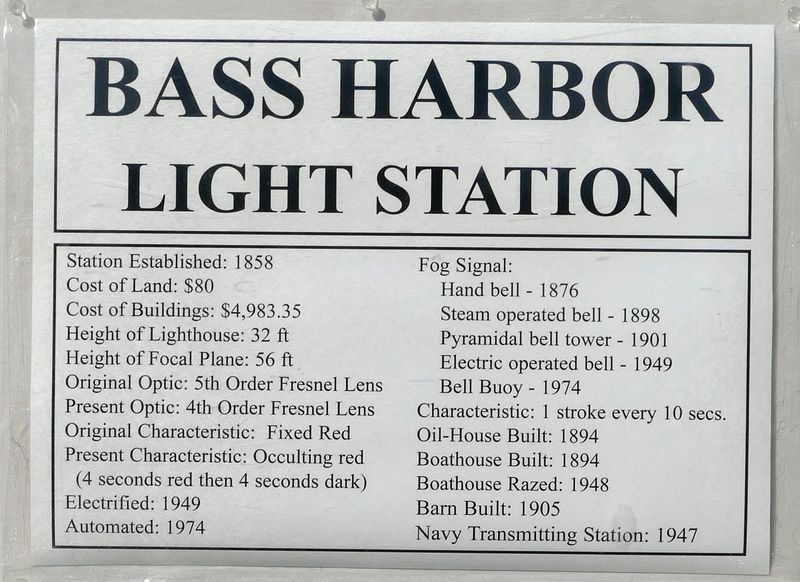 BASS HARBOR
LIGHT STATION
Station Established: 1858
Cost of Land: $80
Cost of Buildings: $4,983.35
Height of Lighthouse: 32 ft
Height of Focal Plane: 56 ft
Original Optic: 5th Order Fresnel Lens
Present Optic: 4th Order Fresnel Lens
Original Characteristic: Fixed Red
Present Characteristic: Occulting red
(4 seconds red then 4 seconds dark)
Electrified: 1949
Automated: 1974
Fog Signal:
Hand bell - 1876
Steam operated bell - 1898
Pyramidal bell tower - 1901
Electric operated bell - 1949
Bell Buoy - 1974
Characteristic: 1 stroke every 10 secs.
Oil-House Built: 1894
Boathouse Built: 1894
Boathouse Razed: 1948
Barn Built: 1905
Navy Transmitting Station: 1947